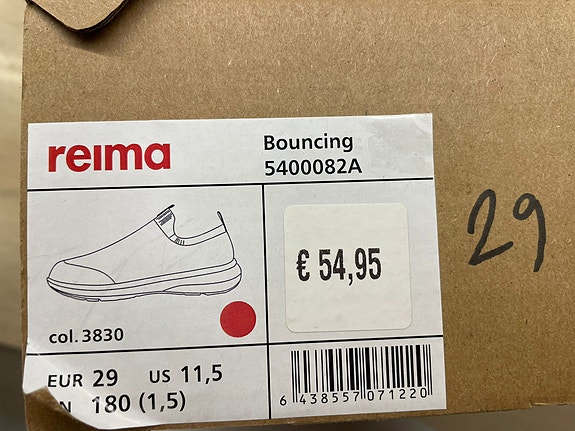 reima
Bouncing
5400082A
€ 54,95
29
col. 3830
EUR 29 US 11,5
N 180 (1,5)
6 438557 071220